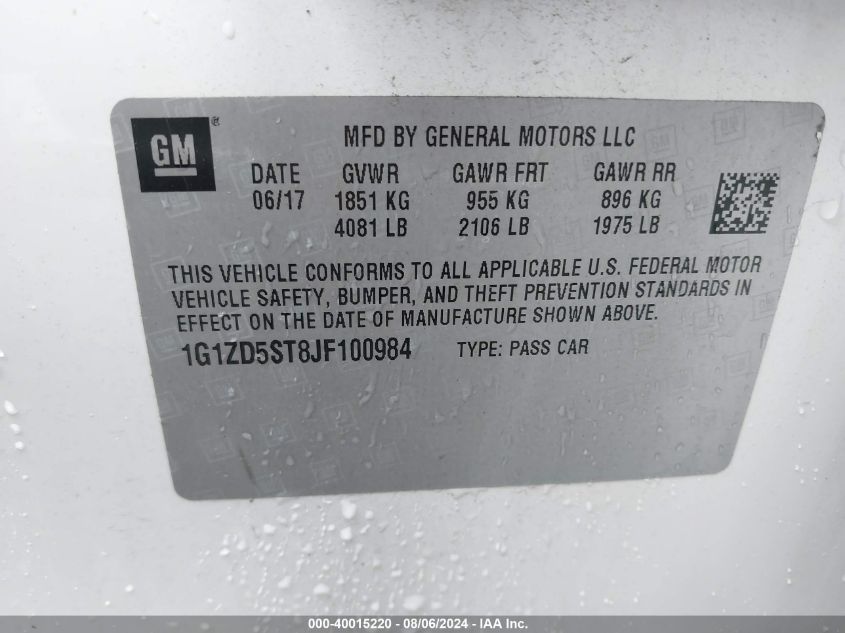 GM ®
MFD BY GENERAL MOTORS LLC
DATE GVWR GAWR FRT GAWR RR
06/17 1851 KG 955 KG 896 KG
4081 LB 2106 LB 1975 LB
THIS VEHICLE CONFORMS TO ALL APPLICABLE U.S. FEDERAL MOTOR
VEHICLE SAFETY, BUMPER, AND THEFT PREVENTION STANDARDS IN
EFFECT ON THE DATE OF MANUFACTURE SHOWN ABOVE.
1G1ZD5ST8JF100984 TYPE: PASS CAR
000-40015220 - 08/06/2024 - IAA Inc.